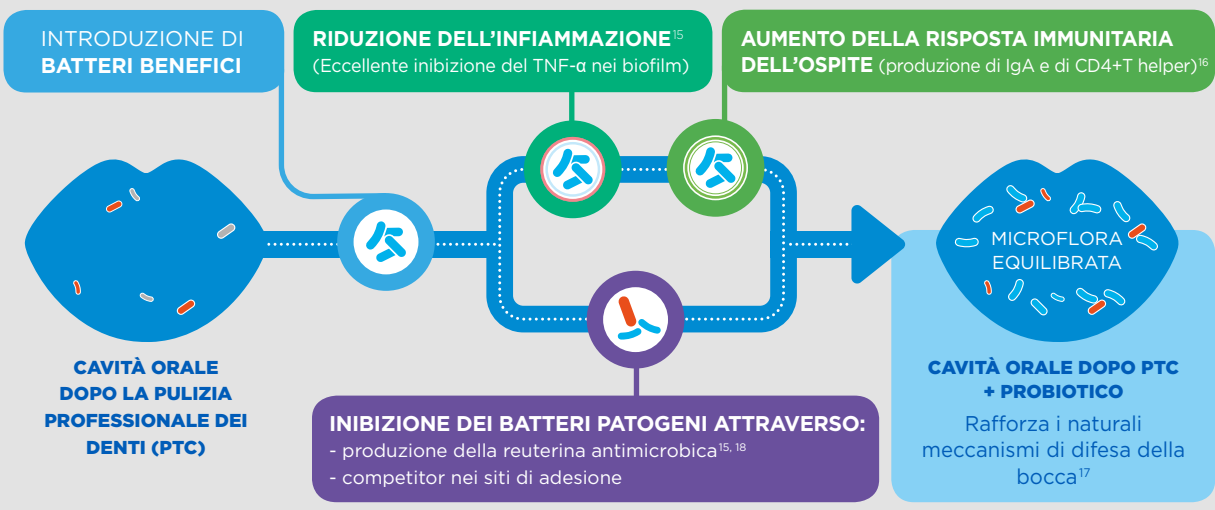 INTRODUZIONE DI
BATTERI BENEFICI
RIDUZIONE DELL'INFIAMMAZIONE15
(Eccellente inibizione del TNF-α nei biofilm)
AUMENTO DELLA RISPOSTA IMMUNITARIA
DELL'OSPITE (produzione di IgA e di CD4+T helper)16
MICROFLORA
EQUILIBRATA
CAVITÀ ORALE
DOPO LA PULIZIA
PROFESSIONALE DEI
DENTI (PTC)
INIBIZIONE DEI BATTERI PATOGENI ATTRAVERSO:
- produzione della reuterina antimicrobica15, 18
- competitor nei siti di adesione
CAVITÀ ORALE DOPO PTC
+ PROBIOTICO
Rafforza i naturali
meccanismi di difesa della
bocca17